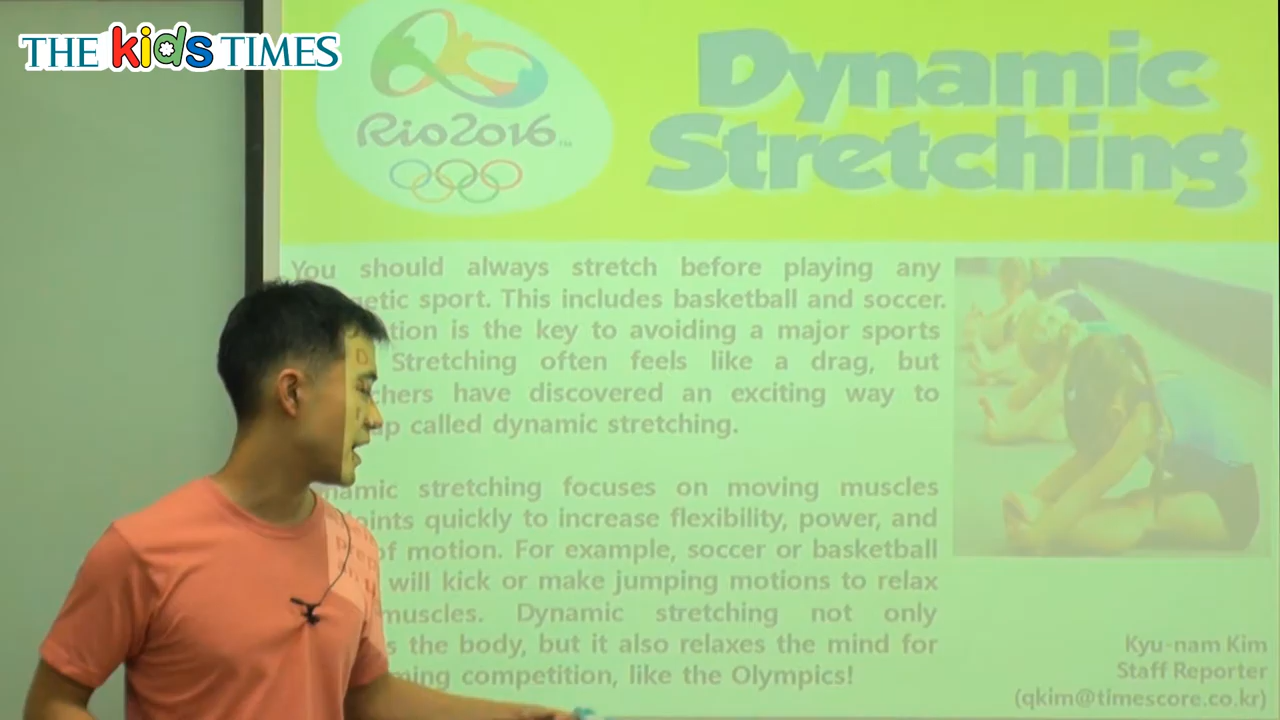 THE kids TIMES
Rio2016™
Dynamic
Stretching
You should always stretch before playing any
etic sport. This includes basketball and soccer.
tion is the key to avoiding a major sports
Stretching often feels like a drag, but
chers have discovered an exciting way to
up called dynamic stretching.
namic stretching focuses on moving muscles
joints quickly to increase flexibility, power, and
of motion. For example, soccer or basketball
will kick or make jumping motions to relax
muscles. Dynamic stretching not only
s the body, but it also relaxes the mind for
ming competition, like the Olympics!
Kyu-nam Kim
Staff Reporter
(qkim@timescore.co.kr)